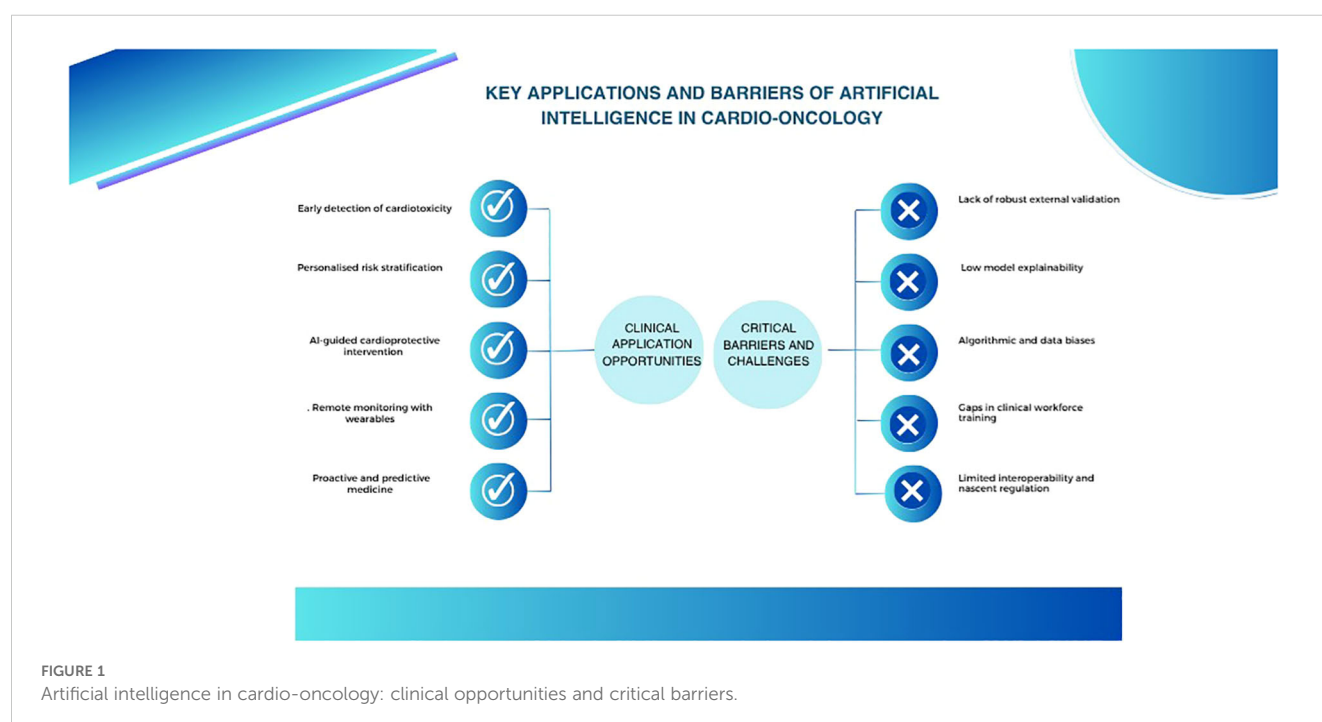 KEY APPLICATIONS AND BARRIERS OF ARTIFICIAL
INTELLIGENCE IN CARDIO-ONCOLOGY
Early detection of cardiotoxicity
Personalised risk stratification
AI-guided cardioprotective
intervention
. Remote monitoring with
wearables
Proactive and predictive
medicine
CLINICAL
APPLICATION
OPPORTUNITIES
CRITICAL
BARRIERS AND
CHALLENGES
Lack of robust external validation
Low model explainability
Algorithmic and data biases
Gaps in clinical workforce
training
Limited interoperability and
nascent regulation
FIGURE 1
Artificial intelligence in cardio-oncology: clinical opportunities and critical barriers.